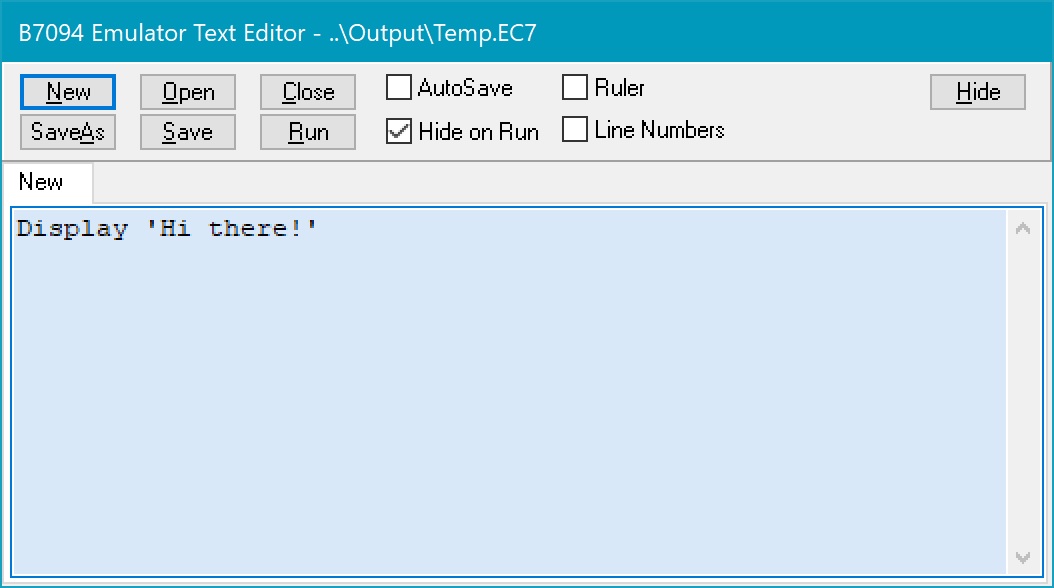 B7094 Emulator Text Editor - ..\Output\Temp.EC7
New Open Close AutoSave Ruler Hide
SaveAs Save Run Hide on Run Line Numbers
New
Display 'Hi there!'